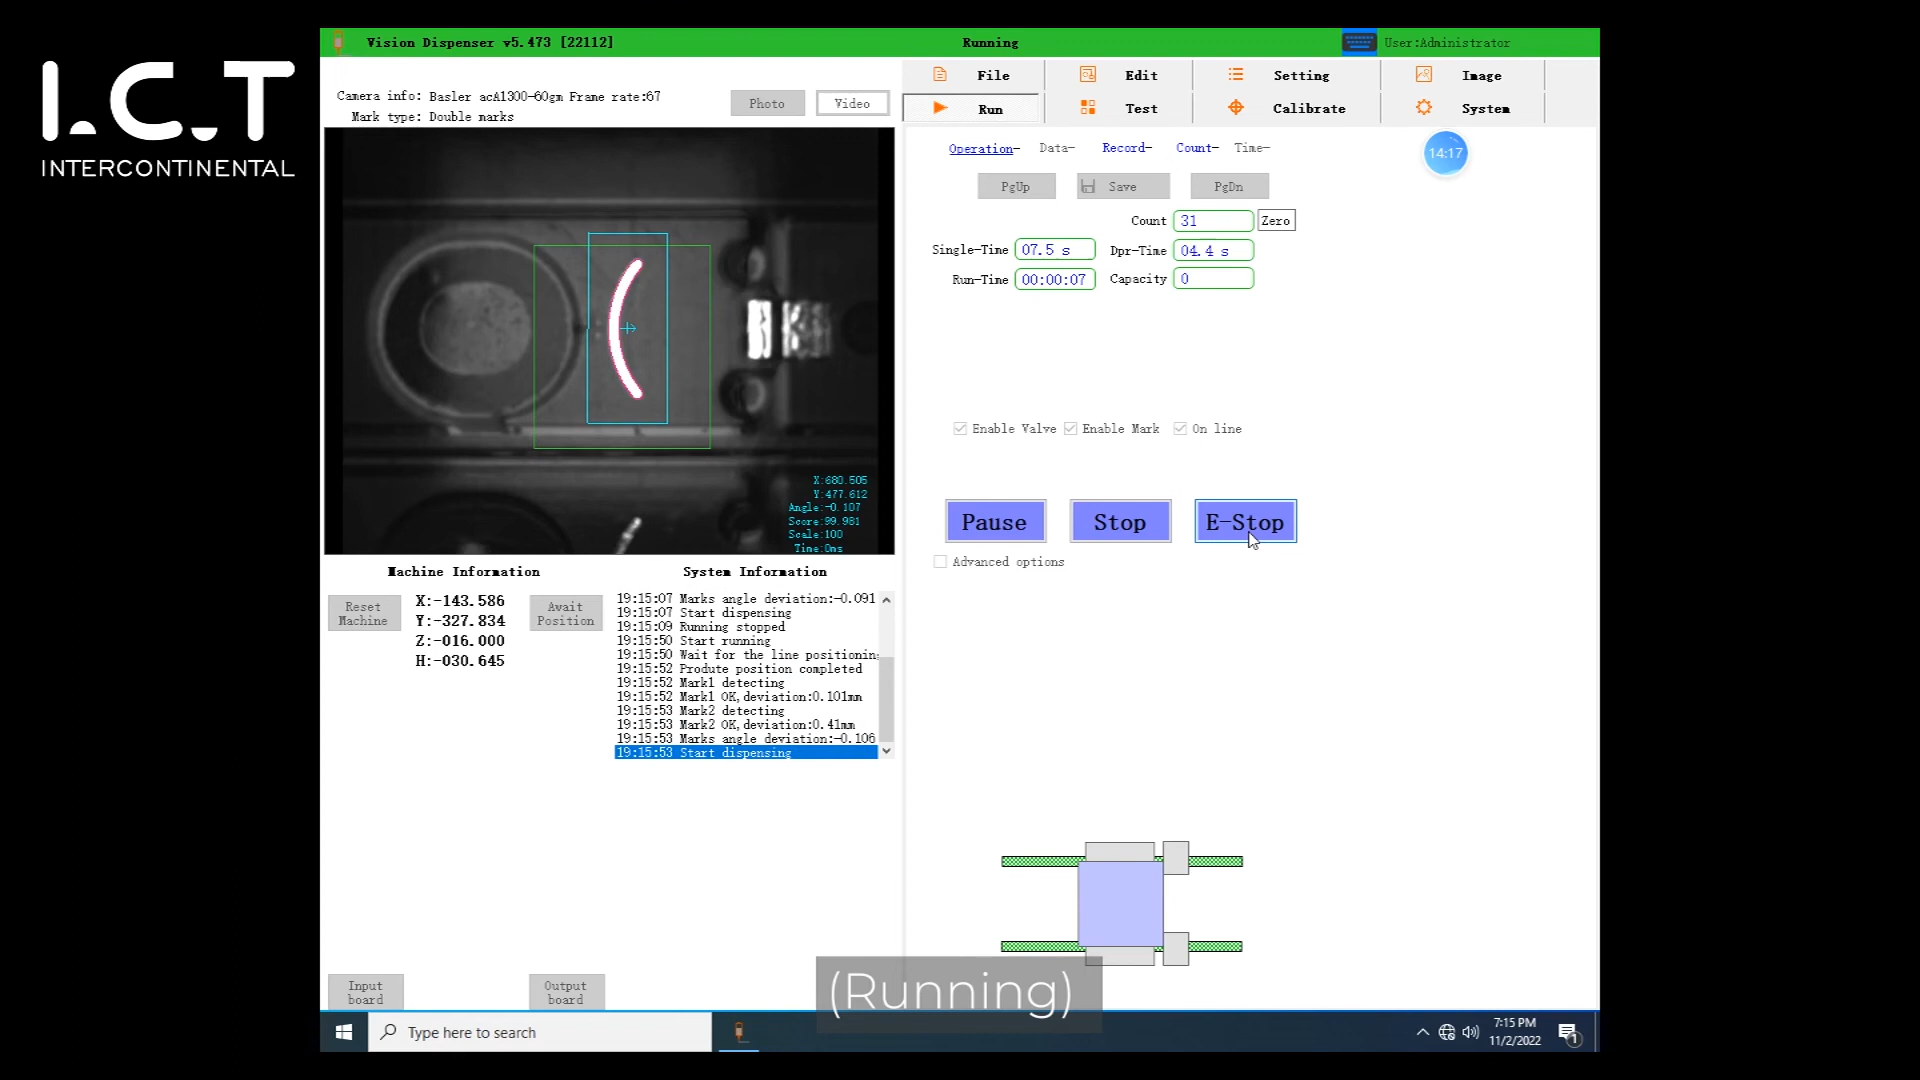 I.C.T
INTERCONTINENTAL
Vision Dispenser v5.473 [22112]
Running
User:Administrator
Camera info: Basler acA1300-60gm Frame rate:67
Mark type: Double marks
Photo
Video
File
Edit
Setting
Image
Run
Test
Calibrate
System
Operation-
Data-
Record-
Count-
Time-
14:17
PgUp
Save
PgDn
Count 31 Zero
Single-Time 07.5 s Dpr-Time 04.4 s
Run-Time 00:00:07 Capacity 0
Enable Valve Enable Mark On line
Pause
Stop
E-Stop
Advanced options
X:680.505
Y:477.612
Angle:-0.107
Score:99.981
Scale:100
Time:0ms
Machine Information
System Information
Reset
Machine
X:-143.586
Y:-327.834
Z:-016.000
H:-030.645
Await
Position
19:15:07 Marks angle deviation:-0.091
19:15:07 Start dispensing
19:15:09 Running stopped
19:15:50 Start running
19:15:50 Wait for the line positioning
19:15:52 Produte position completed
19:15:52 Mark1 detecting
19:15:52 Mark1 OK,deviation:0.101mm
19:15:53 Mark2 detecting
19:15:53 Mark2 OK,deviation:0.41mm
19:15:53 Marks angle deviation:-0.106
19:15:53 Start dispensing
Input
board
Output
board
(Running)
Type here to search
7:15 PM
11/2/2022
1